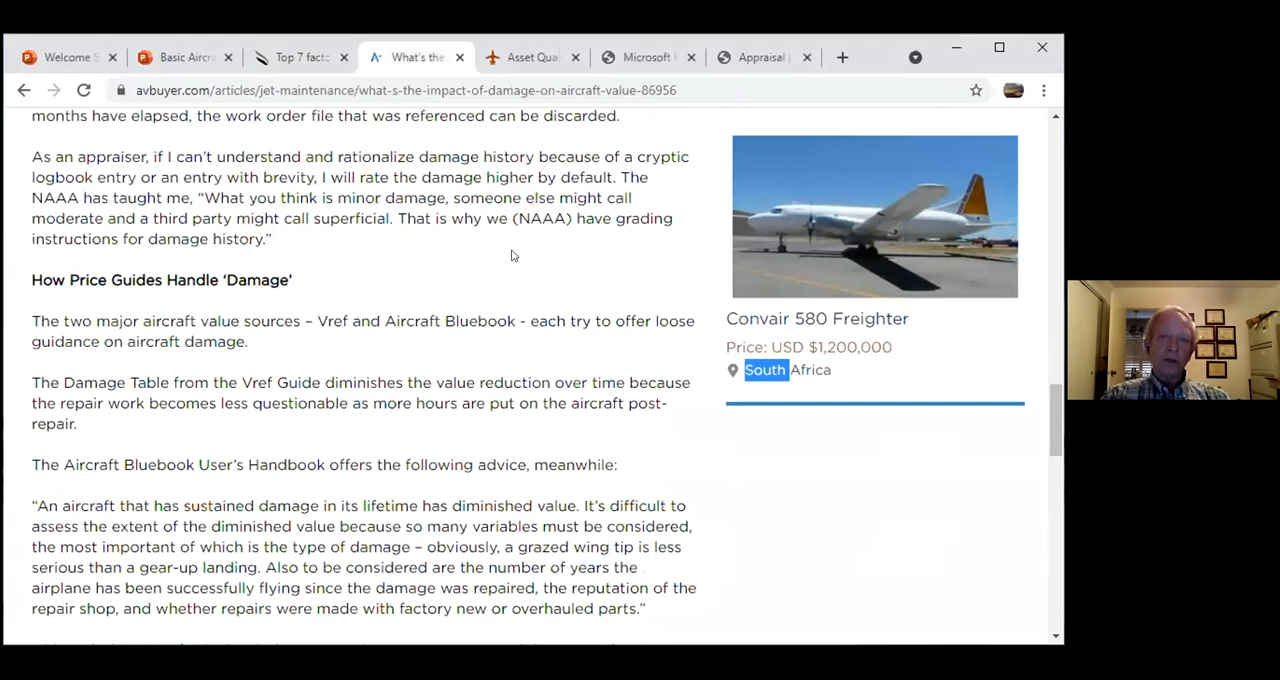 Welcome S
Basic Aircra
Top 7 facto
What's the
Asset Qual
Microsoft P
Appraisal
avbuyer.com/articles/jet-maintenance/what-s-the-impact-of-damage-on-aircraft-value-86956
months have elapsed, the work order file that was referenced can be discarded.
As an appraiser, if I can't understand and rationalize damage history because of a cryptic
logbook entry or an entry with brevity, I will rate the damage higher by default. The
NAAA has taught me, “What you think is minor damage, someone else might call
moderate and a third party might call superficial. That is why we (NAAA) have grading
instructions for damage history.”
How Price Guides Handle ‘Damage’
The two major aircraft value sources – Vref and Aircraft Bluebook - each try to offer loose
guidance on aircraft damage.
The Damage Table from the Vref Guide diminishes the value reduction over time because
the repair work becomes less questionable as more hours are put on the aircraft post-
repair.
The Aircraft Bluebook User's Handbook offers the following advice, meanwhile:
“An aircraft that has sustained damage in its lifetime has diminished value. It's difficult to
assess the extent of the diminished value because so many variables must be considered,
the most important of which is the type of damage – obviously, a grazed wing tip is less
serious than a gear-up landing. Also to be considered are the number of years the
airplane has been successfully flying since the damage was repaired, the reputation of the
repair shop, and whether repairs were made with factory new or overhauled parts.”
Convair 580 Freighter
Price: USD $1,200,000
South Africa